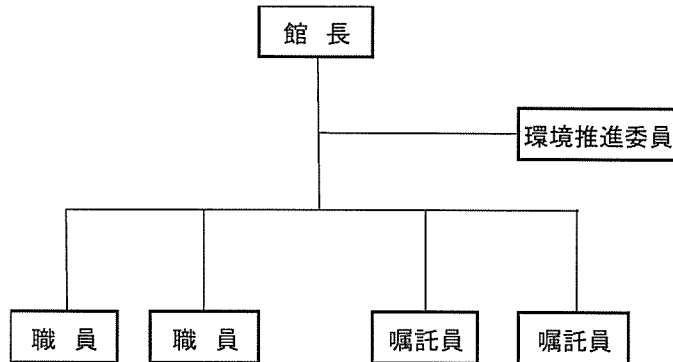 館 長
環境推進委員
職 員
職 員
嘱託員
嘱託員